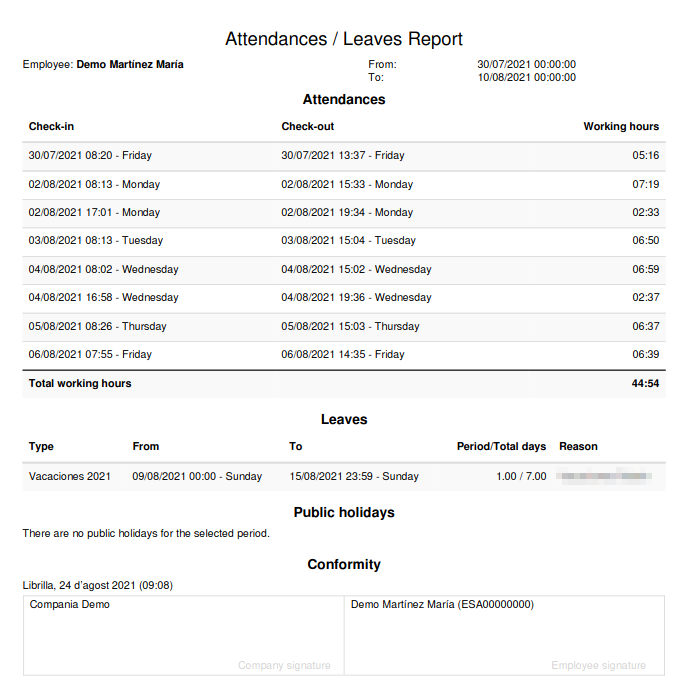 Attendances / Leaves Report
Employee: Demo Martínez María From: 30/07/2021 00:00:00
To: 10/08/2021 00:00:00
Attendances
Check-in Check-out Working hours
30/07/2021 08:20 - Friday 30/07/2021 13:37 - Friday 05:16
02/08/2021 08:13 - Monday 02/08/2021 15:33 - Monday 07:19
02/08/2021 17:01 - Monday 02/08/2021 19:34 - Monday 02:33
03/08/2021 08:13 - Tuesday 03/08/2021 15:04 - Tuesday 06:50
04/08/2021 08:02 - Wednesday 04/08/2021 15:02 - Wednesday 06:59
04/08/2021 16:58 - Wednesday 04/08/2021 19:36 - Wednesday 02:37
05/08/2021 08:26 - Thursday 05/08/2021 15:03 - Thursday 06:37
06/08/2021 07:55 - Friday 06/08/2021 14:35 - Friday 06:39
Total working hours 44:54
Leaves
Type From To Period/Total days Reason
Vacaciones 2021 09/08/2021 00:00 - Sunday 15/08/2021 23:59 - Sunday 1.00 / 7.00
Public holidays
There are no public holidays for the selected period.
Conformity
Librilla, 24 d'agost 2021 (09:08)
Compania Demo Demo Martínez María (ESA00000000)
Company signature Employee signature